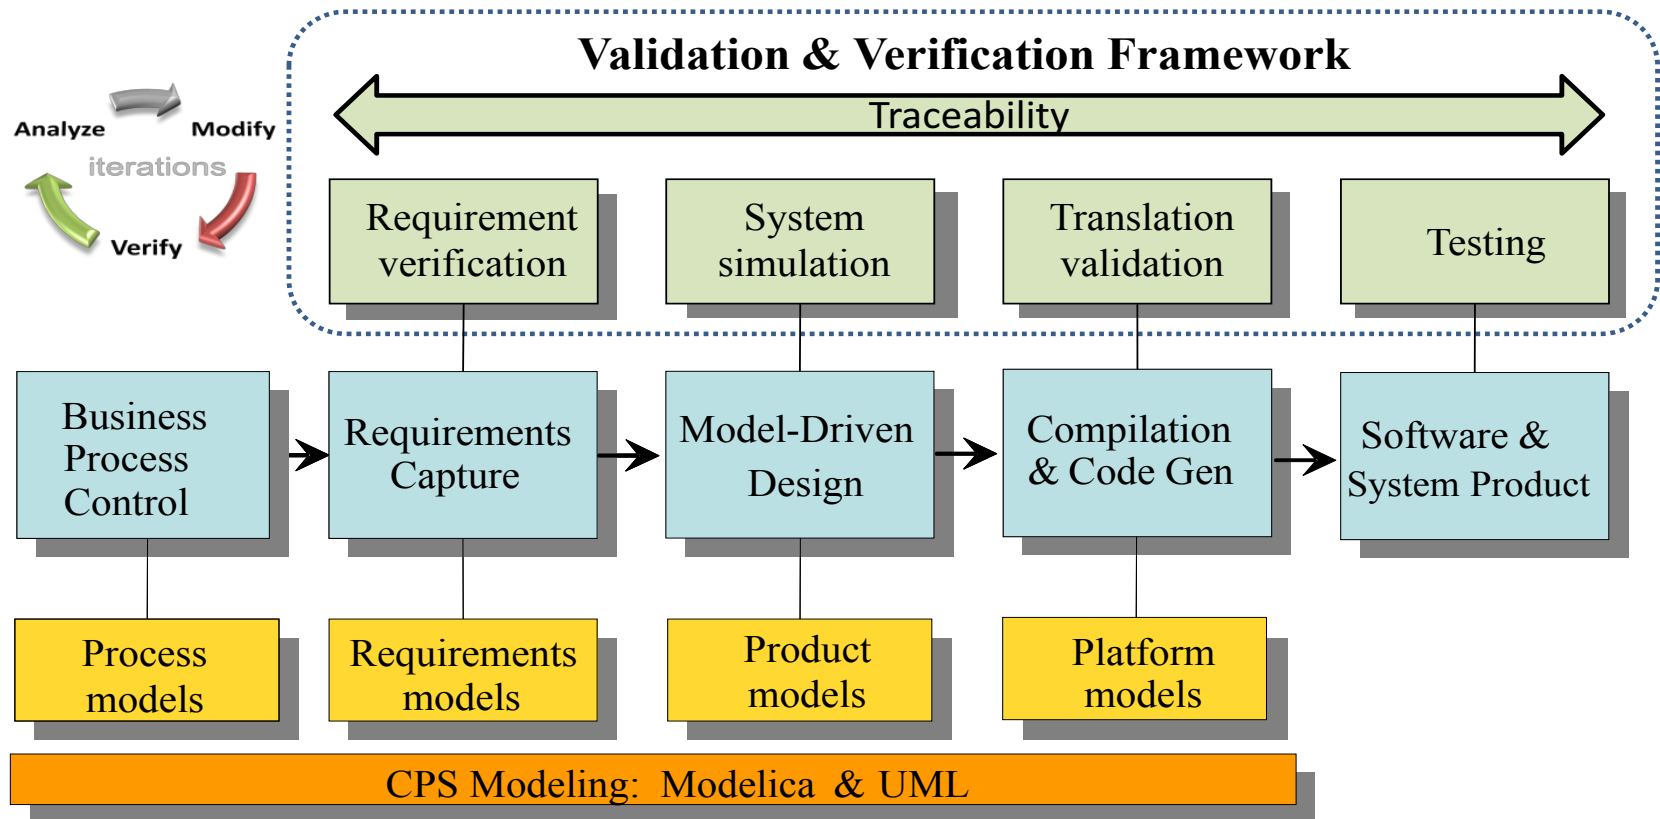 Validation & Verification Framework
Traceability
Analyze
Modify
iterations
Verify
Requirement
verification
System
simulation
Translation
validation
Testing
Business
Process
Control
Requirements
Capture
Model-Driven
Design
Compilation
& Code Gen
Software &
System Product
Process
models
Requirements
models
Product
models
Platform
models
CPS Modeling: Modelica & UML